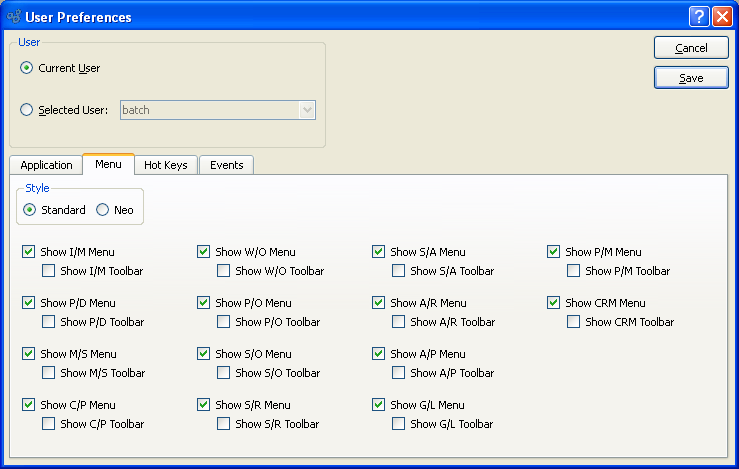 User Preferences
User
Cancel
Current User
Save
Selected User: batch
Application Menu Hot Keys Events
Style
Standard Neo
Show I/M Menu Show W/O Menu Show S/A Menu Show P/M Menu
Show I/M Toolbar Show W/O Toolbar Show S/A Toolbar Show P/M Toolbar
Show P/D Menu Show P/O Menu Show A/R Menu Show CRM Menu
Show P/D Toolbar Show P/O Toolbar Show A/R Toolbar Show CRM Toolbar
Show M/S Menu Show S/O Menu Show A/P Menu
Show M/S Toolbar Show S/O Toolbar Show A/P Toolbar
Show C/P Menu Show S/R Menu Show G/L Menu
Show C/P Toolbar Show S/R Toolbar Show G/L Toolbar